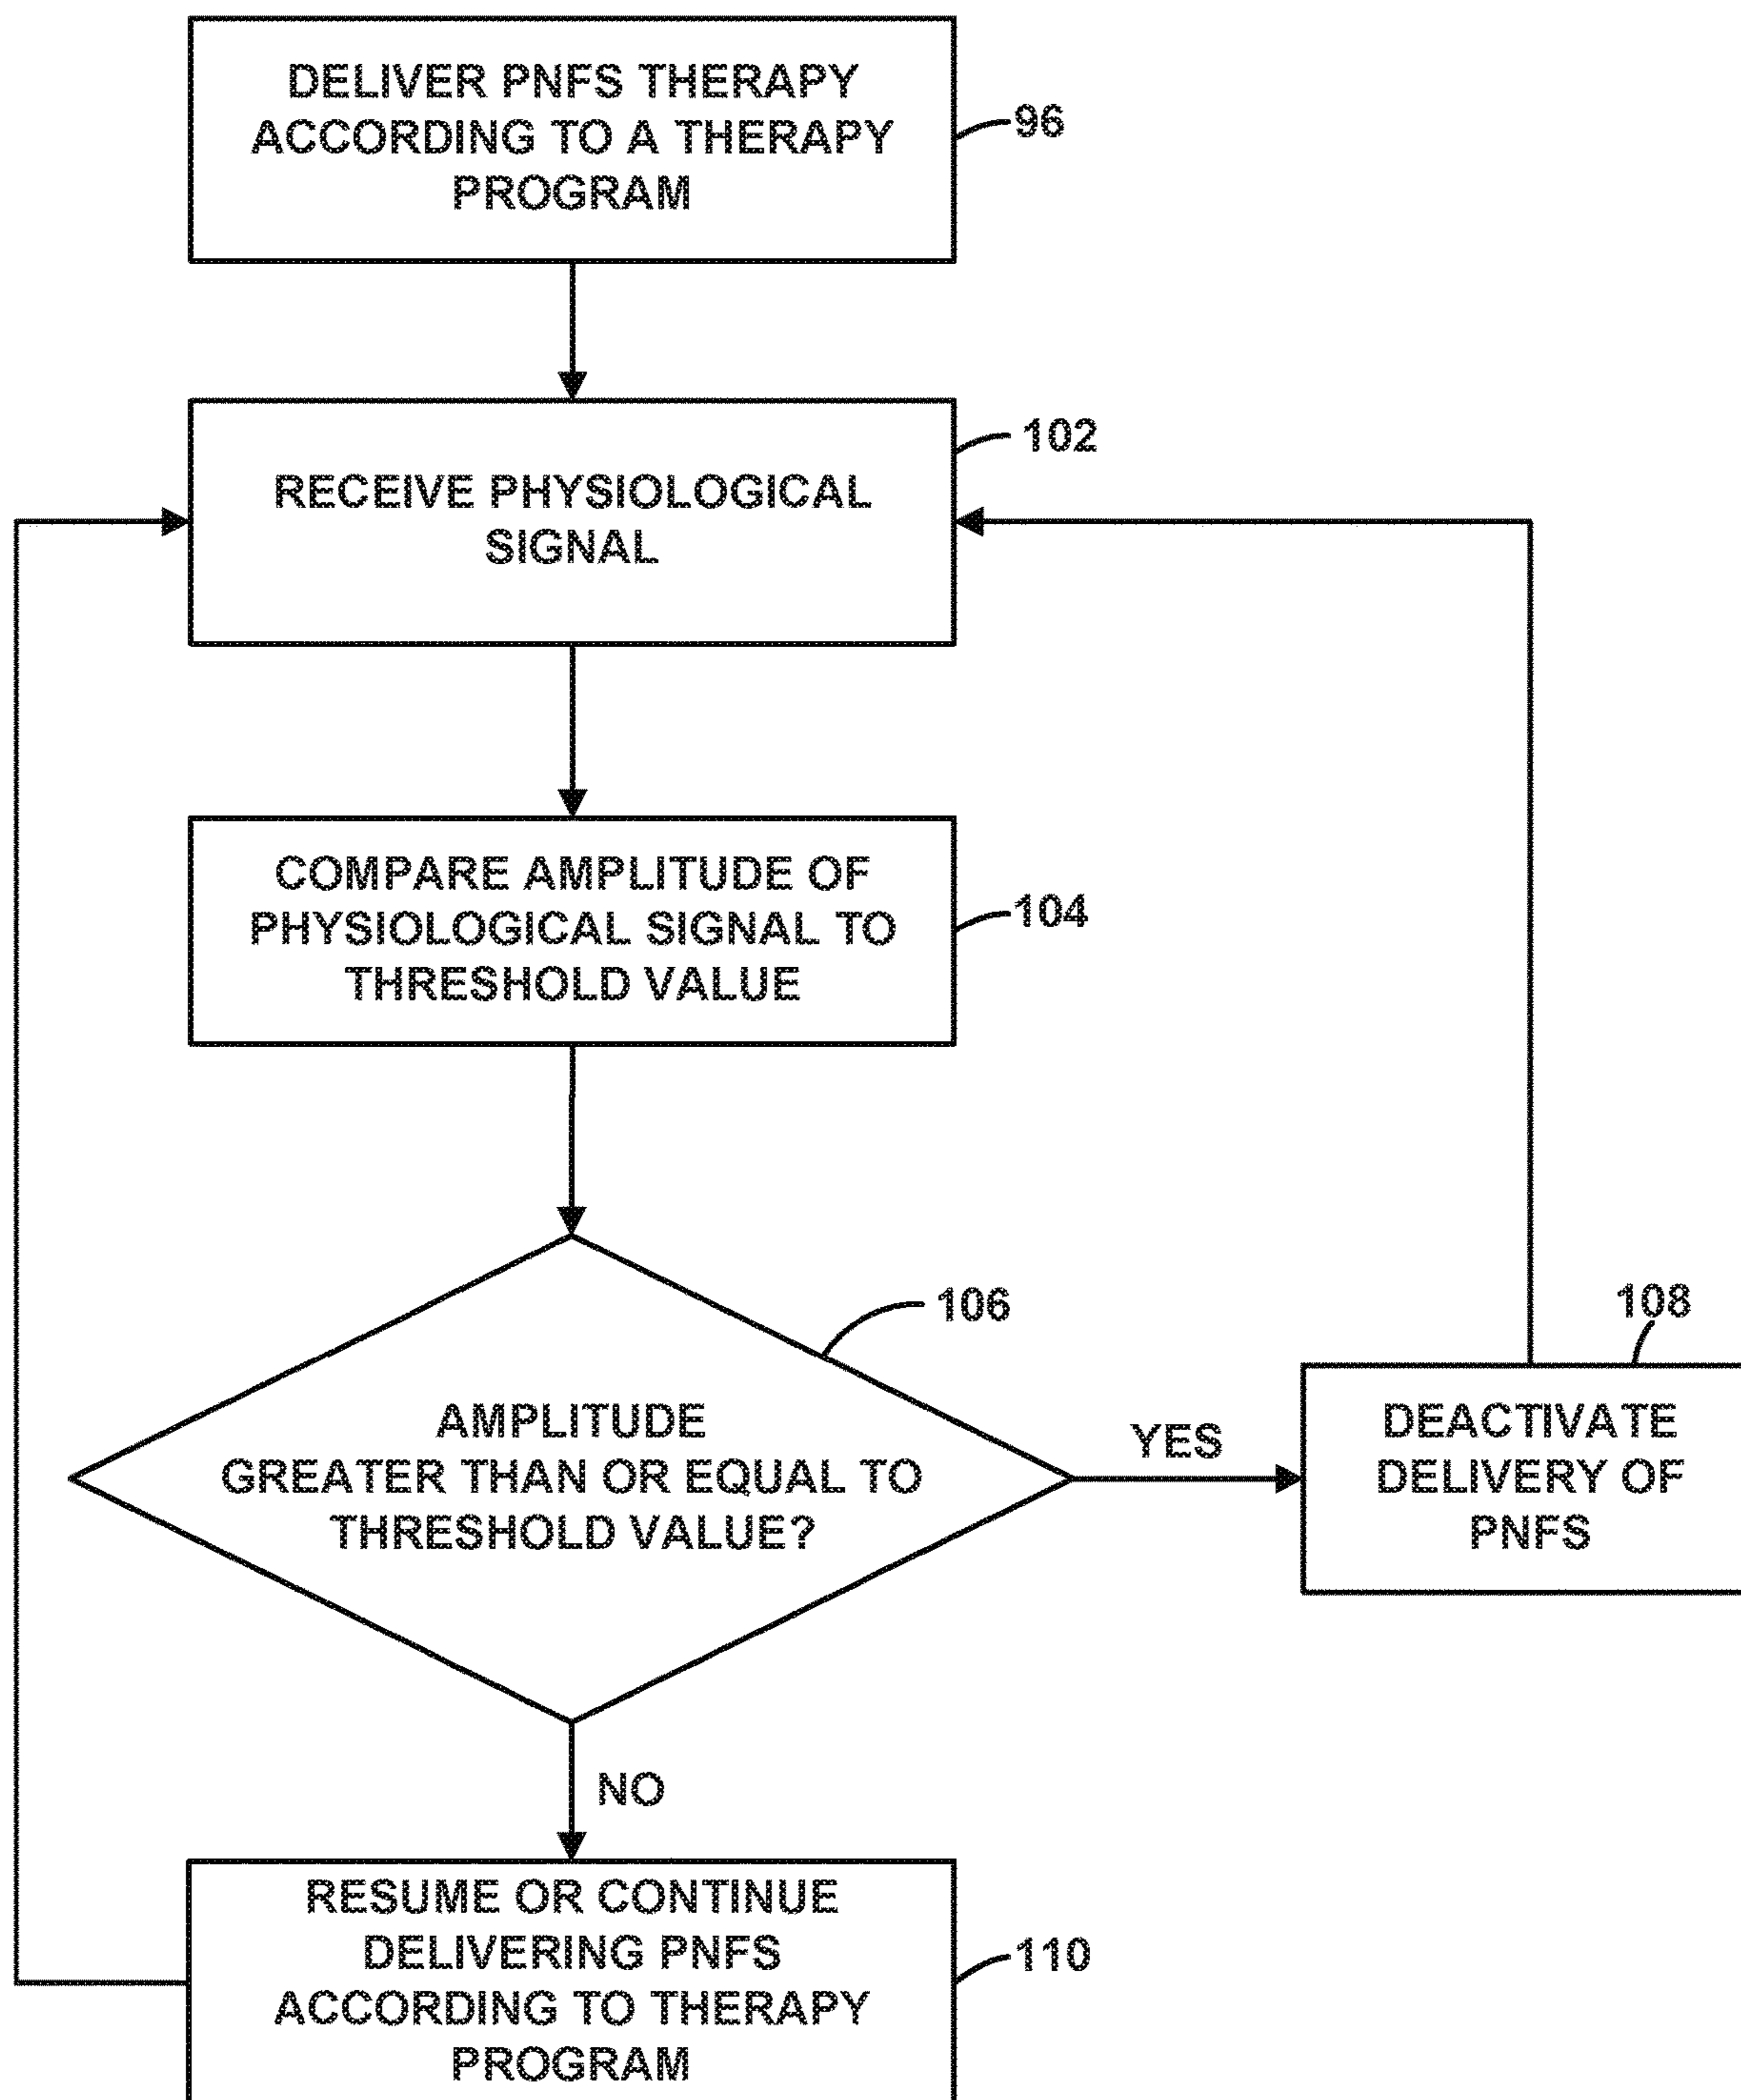 DELIVER PNFS THERAPY
ACCORDING TO A THERAPY
PROGRAM
96
RECEIVE PHYSIOLOGICAL
SIGNAL
102
COMPARE AMPLITUDE OF
PHYSIOLOGICAL SIGNAL TO
THRESHOLD VALUE
104
AMPLITUDE
GREATER THAN OR EQUAL TO
THRESHOLD VALUE?
106
YES
DEACTIVATE
DELIVERY OF
PNFS
108
NO
RESUME OR CONTINUE
DELIVERING PNFS
ACCORDING TO THERAPY
PROGRAM
110